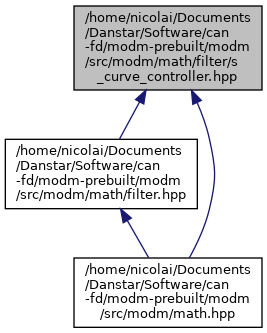 /home/nicolai/Documents
/Danstar/Software/can
-fd/modm-prebuilt/modm
/src/modm/math/filter/s
_curve_controller.hpp
/home/nicolai/Documents
/Danstar/Software/can
-fd/modm-prebuilt/modm
/src/modm/math/filter.hpp
/home/nicolai/Documents
/Danstar/Software/can
-fd/modm-prebuilt/modm
/src/modm/math.hpp